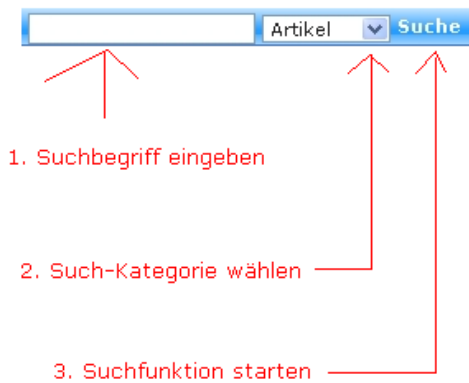 Artikel Suche
1. Suchbegriff eingeben
2. Such-Kategorie wählen
3. Suchfunktion starten